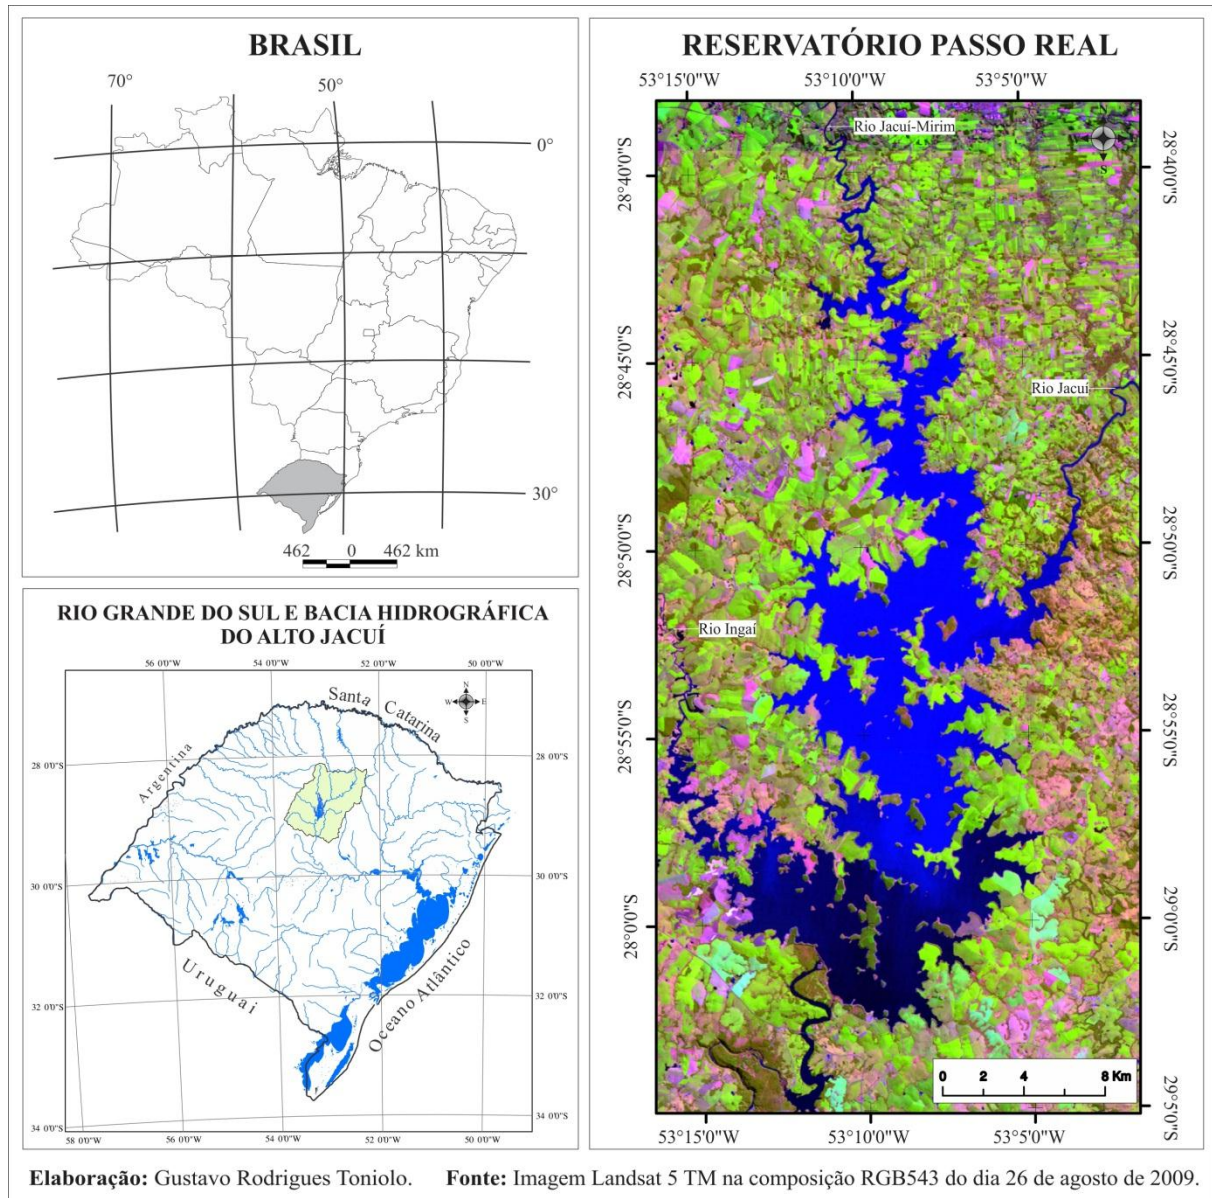 BRASIL
70°
50°
0°
30°
462 0 462 km
RIO GRANDE DO SUL E BACIA HIDROGRÁFICA
DO ALTO JACUÍ
56 0'0"W 54 0'0"W 52 0'0"W 50 0'0"W
N
W E
S
Santa Catarina
Argentina
28 0'0"S 28 0'0"S
30 0'0"S 30 0'0"S
Uruguai
Oceano Atlântico
32 0'0"S 32 0'0"S
34 0'0"S 34 0'0"S
58 0'0"W 56 0'0"W 54 0'0"W 52 0'0"W 50 0'0"W
RESERVATÓRIO PASSO REAL
53°15'0"W 53°10'0"W 53°5'0"W
Rio Jacuí-Mirim
S
28°40'0"S 28°40'0"S
28°45'0"S 28°45'0"S
Rio Jacuí
28°50'0"S 28°50'0"S
Rio Ingaí
28°55'0"S 28°55'0"S
28°0'0"S 29°0'0"S
0 2 4 8 Km
29°5'0"S
53°15'0"W 53°10'0"W 53°5'0"W
Elaboração: Gustavo Rodrigues Toniolo. Fonte: Imagem Landsat 5 TM na composição RGB543 do dia 26 de agosto de 2009.